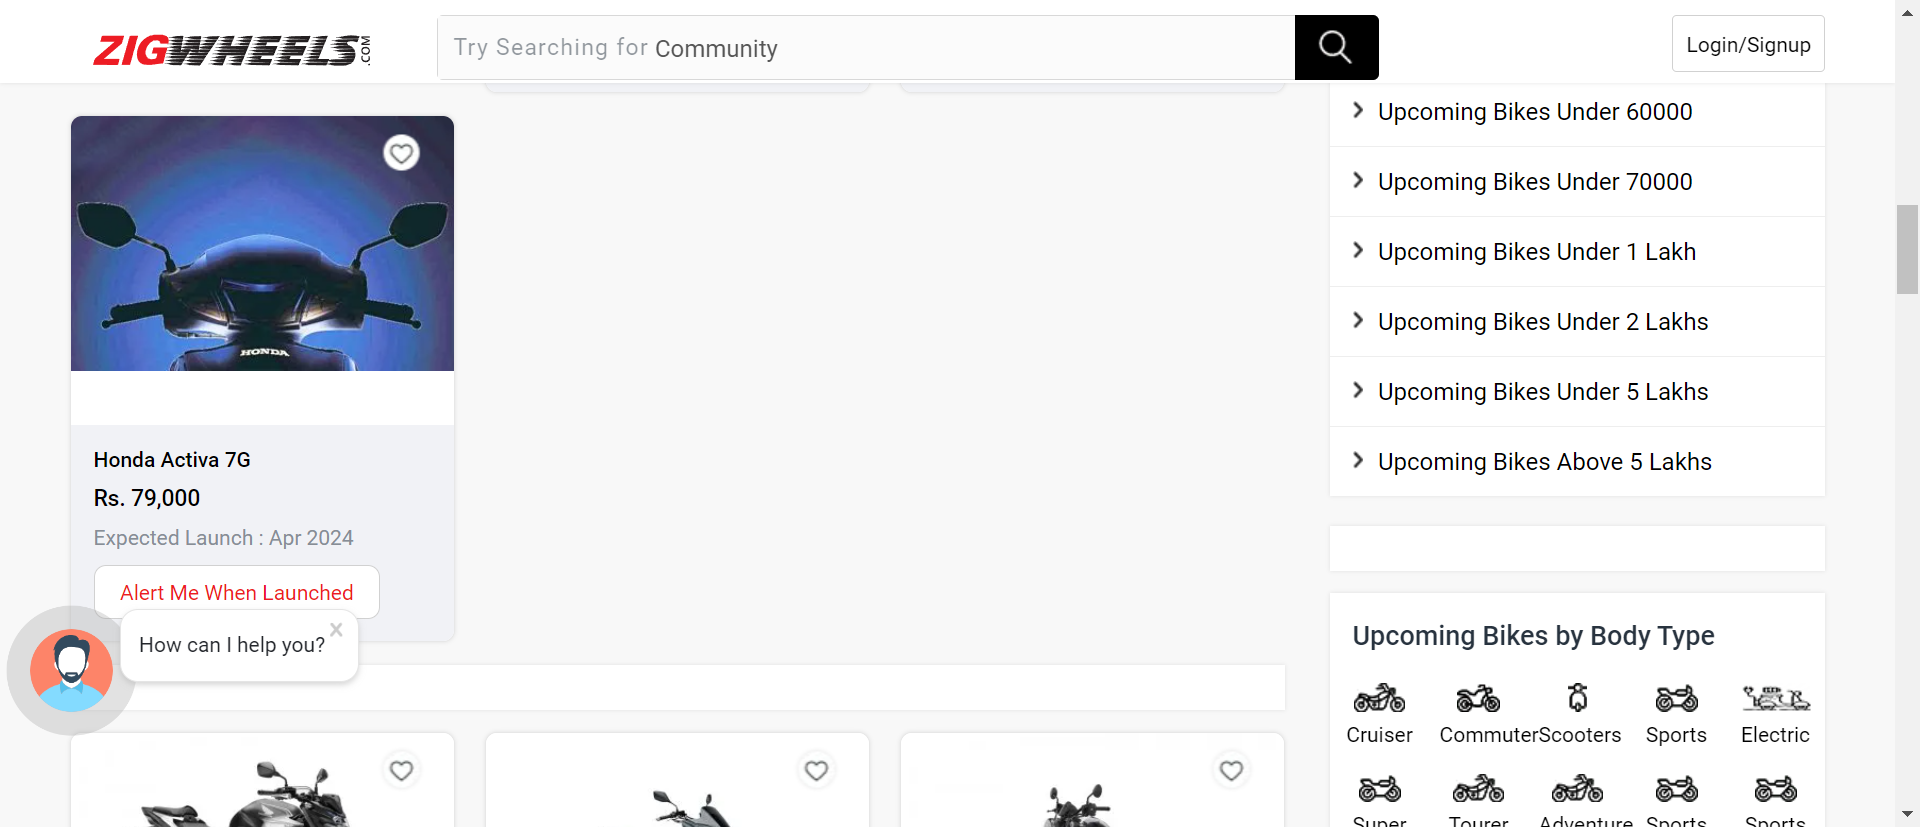 ZIGWHEELS.COM
Try Searching for Community
Login/Signup
HONDA
Honda Activa 7G
Rs. 79,000
Expected Launch : Apr 2024
Alert Me When Launched
How can I help you?
Upcoming Bikes Under 60000
Upcoming Bikes Under 70000
Upcoming Bikes Under 1 Lakh
Upcoming Bikes Under 2 Lakhs
Upcoming Bikes Under 5 Lakhs
Upcoming Bikes Above 5 Lakhs
Upcoming Bikes by Body Type
Cruiser Commuter Scooters Sports Electric
Super Tourer Adventure Sports Sports